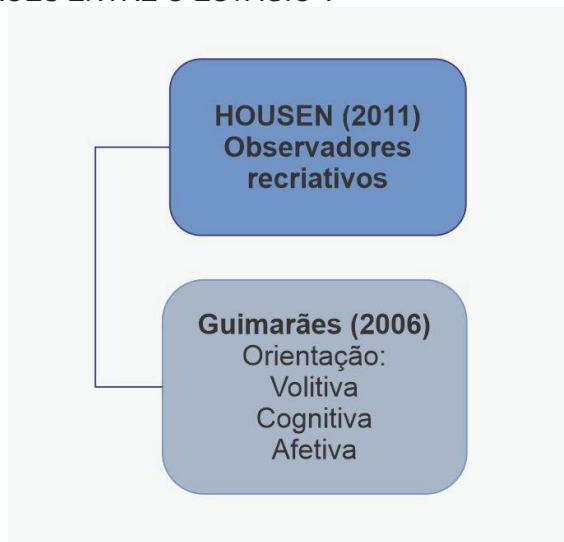 HOUSEN (2011)
Observadores
recriativos
Guimarães (2006)
Orientação:
Volitiva
Cognitiva
Afetiva